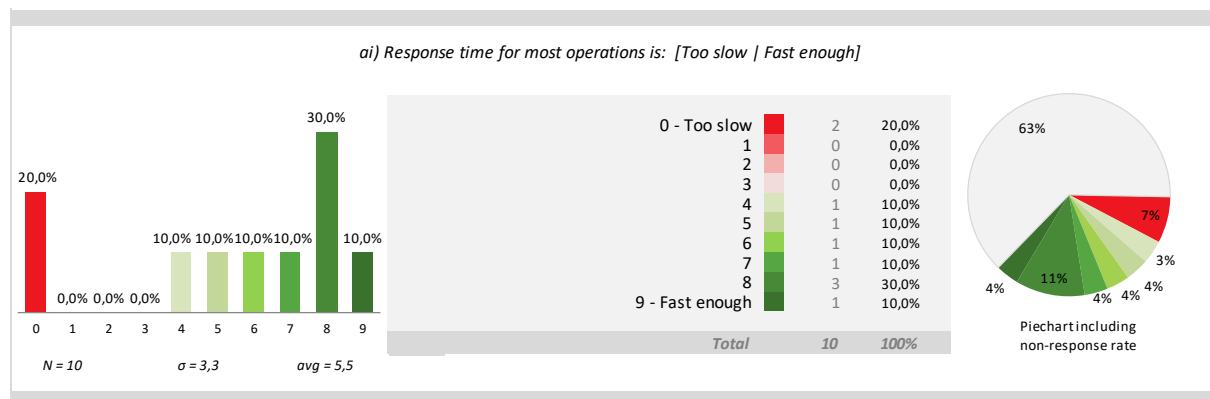 ai) Response time for most operations is: [Too slow | Fast enough]
30,0%
20,0%
10,0% 10,0% 10,0% 10,0% 10,0%
0,0% 0,0% 0,0%
0 1 2 3 4 5 6 7 8 9
N = 10 σ = 3,3 avg = 5,5
0 - Too slow 2 20,0%
1 0 0,0%
2 0 0,0%
3 0 0,0%
4 1 10,0%
5 1 10,0%
6 1 10,0%
7 1 10,0%
8 3 30,0%
9 - Fast enough 1 10,0%
Total 10 100%
63%
7%
3%
4%
4%
4%
11%
4%
Piechart including
non-response rate